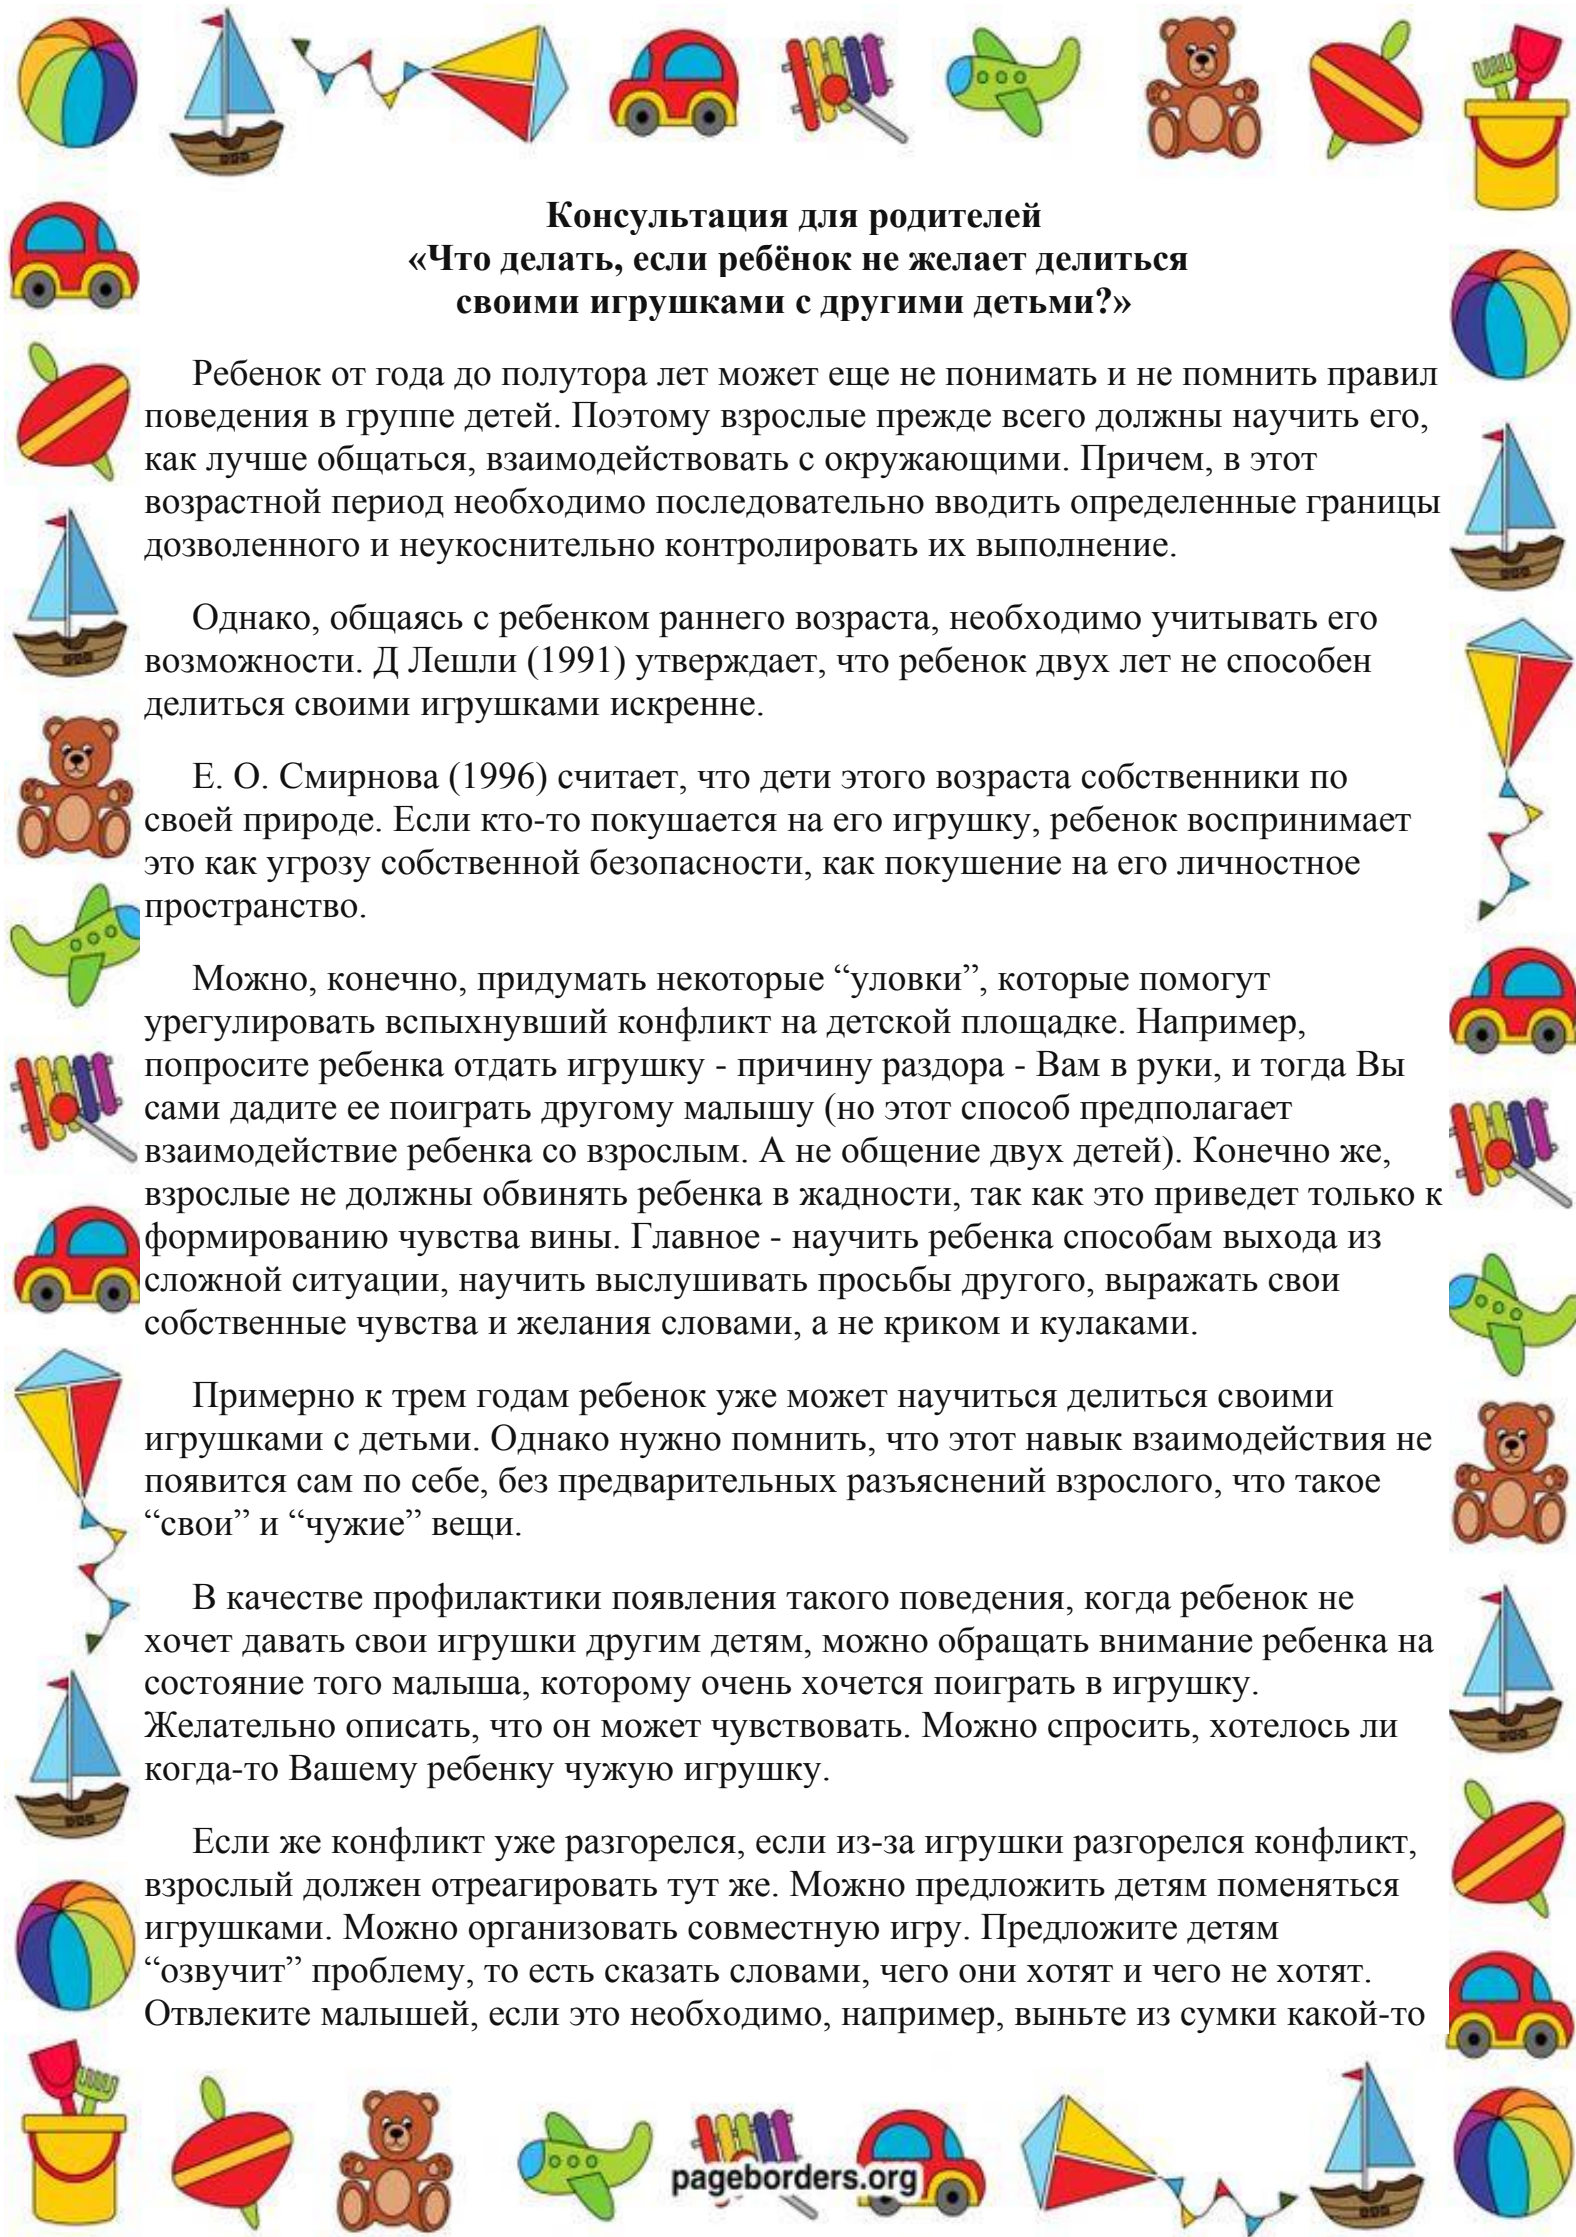 Консультация для родителей
«Что делать, если ребёнок не желает делиться
своими игрушками с другими детьми?»
Ребенок от года до полутора лет может еще не понимать и не помнить правил
поведения в группе детей. Поэтому взрослые прежде всего должны научить его,
как лучше общаться, взаимодействовать с окружающими. Причем, в этот
возрастной период необходимо последовательно вводить определенные границы
дозволенного и неукоснительно контролировать их выполнение.
Однако, общаясь с ребенком раннего возраста, необходимо учитывать его
возможности. Д Лешли (1991) утверждает, что ребенок двух лет не способен
делиться своими игрушками искренне.
Е. О. Смирнова (1996) считает, что дети этого возраста собственники по
своей природе. Если кто-то покушается на его игрушку, ребенок воспринимает
это как угрозу собственной безопасности, как покушение на его личностное
пространство.
Можно, конечно, придумать некоторые “уловки”, которые помогут
урегулировать вспыхнувший конфликт на детской площадке. Например,
попросите ребенка отдать игрушку - причину раздора - Вам в руки, и тогда Вы
сами дадите ее поиграть другому малышу (но этот способ предполагает
взаимодействие ребенка со взрослым. А не общение двух детей). Конечно же,
взрослые не должны обвинять ребенка в жадности, так как это приведет только к
формированию чувства вины. Главное - научить ребенка способам выхода из
сложной ситуации, научить выслушивать просьбы другого, выражать свои
собственные чувства и желания словами, а не криком и кулаками.
Примерно к трем годам ребенок уже может научиться делиться своими
игрушками с детьми. Однако нужно помнить, что этот навык взаимодействия не
появится сам по себе, без предварительных разъяснений взрослого, что такое
“свои” и “чужие” вещи.
В качестве профилактики появления такого поведения, когда ребенок не
хочет давать свои игрушки другим детям, можно обращать внимание ребенка на
состояние того малыша, которому очень хочется поиграть в игрушку.
Желательно описать, что он может чувствовать. Можно спросить, хотелось ли
когда-то Вашему ребенку чужую игрушку.
Если же конфликт уже разгорелся, если из-за игрушки разгорелся конфликт,
взрослый должен отреагировать тут же. Можно предложить детям поменяться
игрушками. Можно организовать совместную игру. Предложите детям
“озвучит” проблему, то есть сказать словами, чего они хотят и чего не хотят.
Отвлеките малышей, если это необходимо, например, выньте из сумки какой-то
pageborders.org